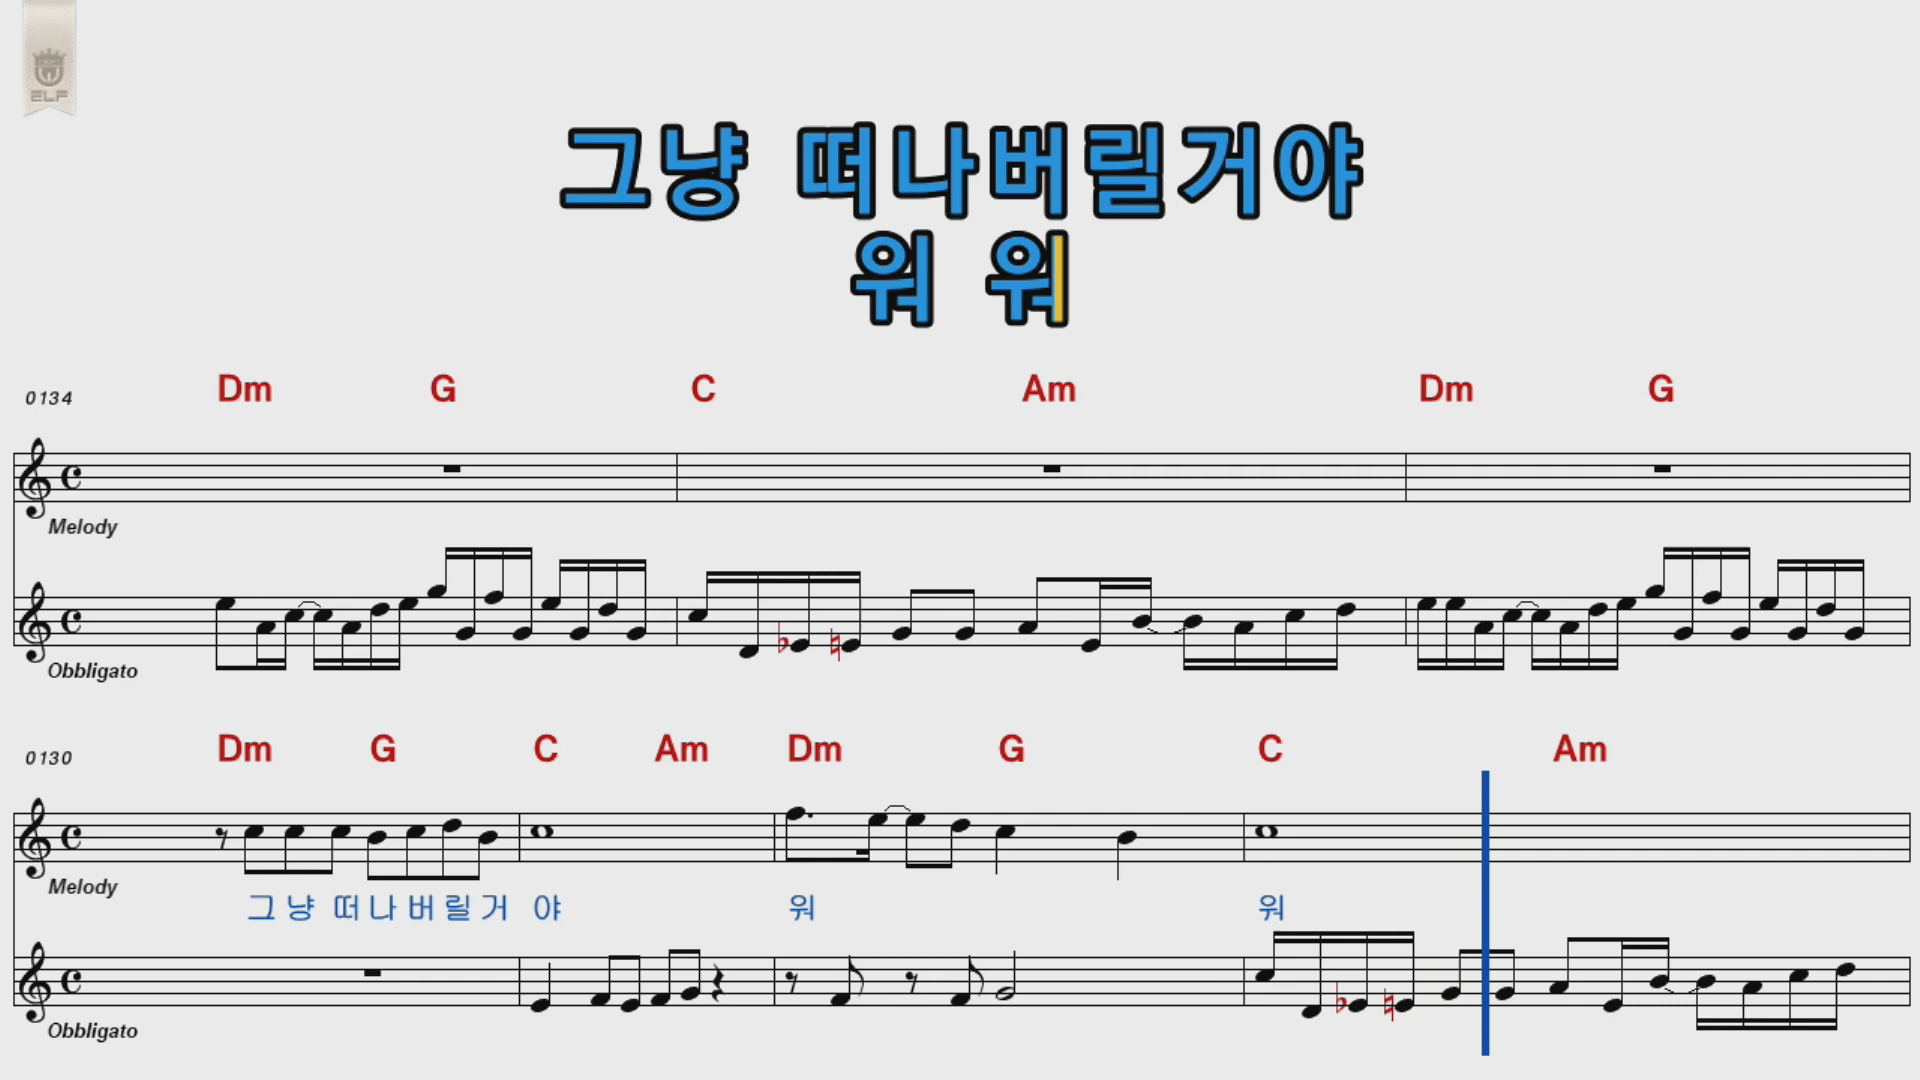 ELF
그냥 떠나버릴거야
워 워
0134 Dm G C Am Dm G
Melody
Obbligato
0130 Dm G C Am Dm G C Am
Melody
그 냥 떠 나 버 릴 거 야 워 워
Obbligato